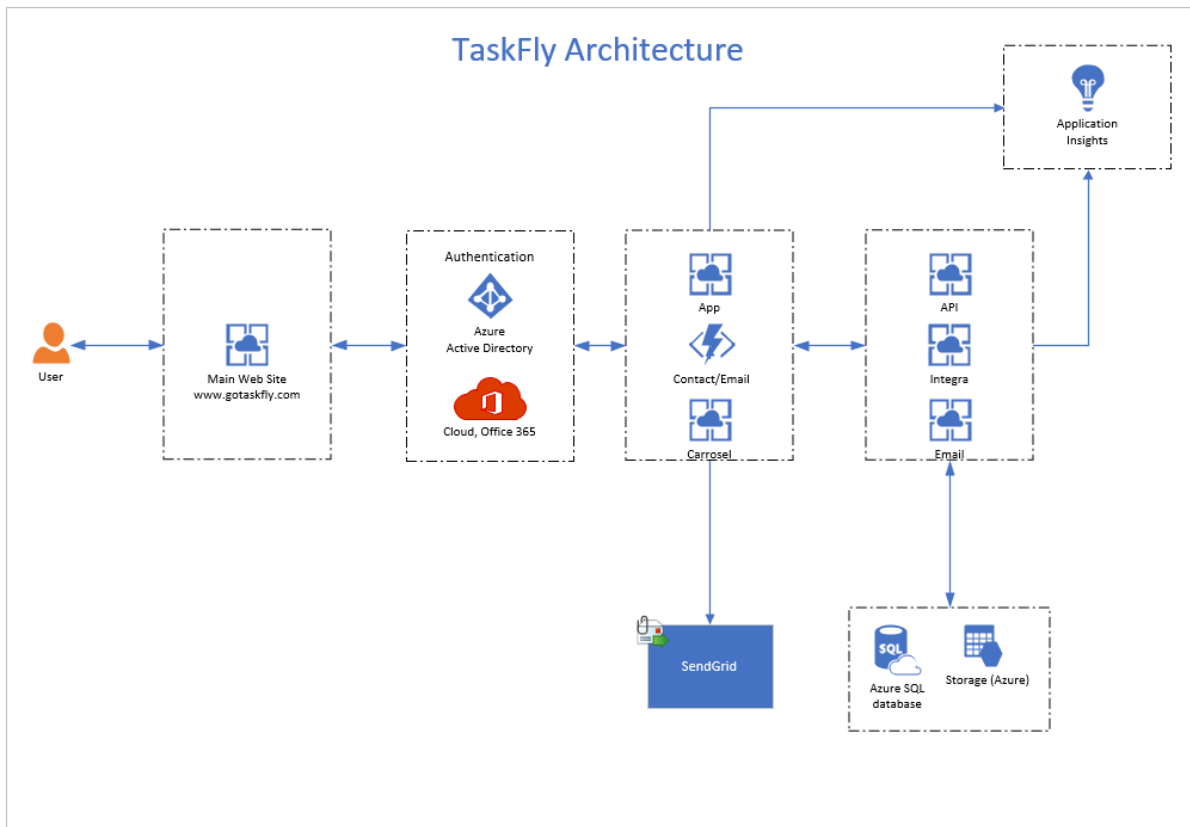 TaskFly Architecture
Application
Insights
Authentication
Azure
Active Directory
Cloud, Office 365
App
Contact/Email
Carrosel
API
Integra
Email
User
Main Web Site
www.gotaskfly.com
SendGrid
SQL
Azure SQL
database
Storage (Azure)